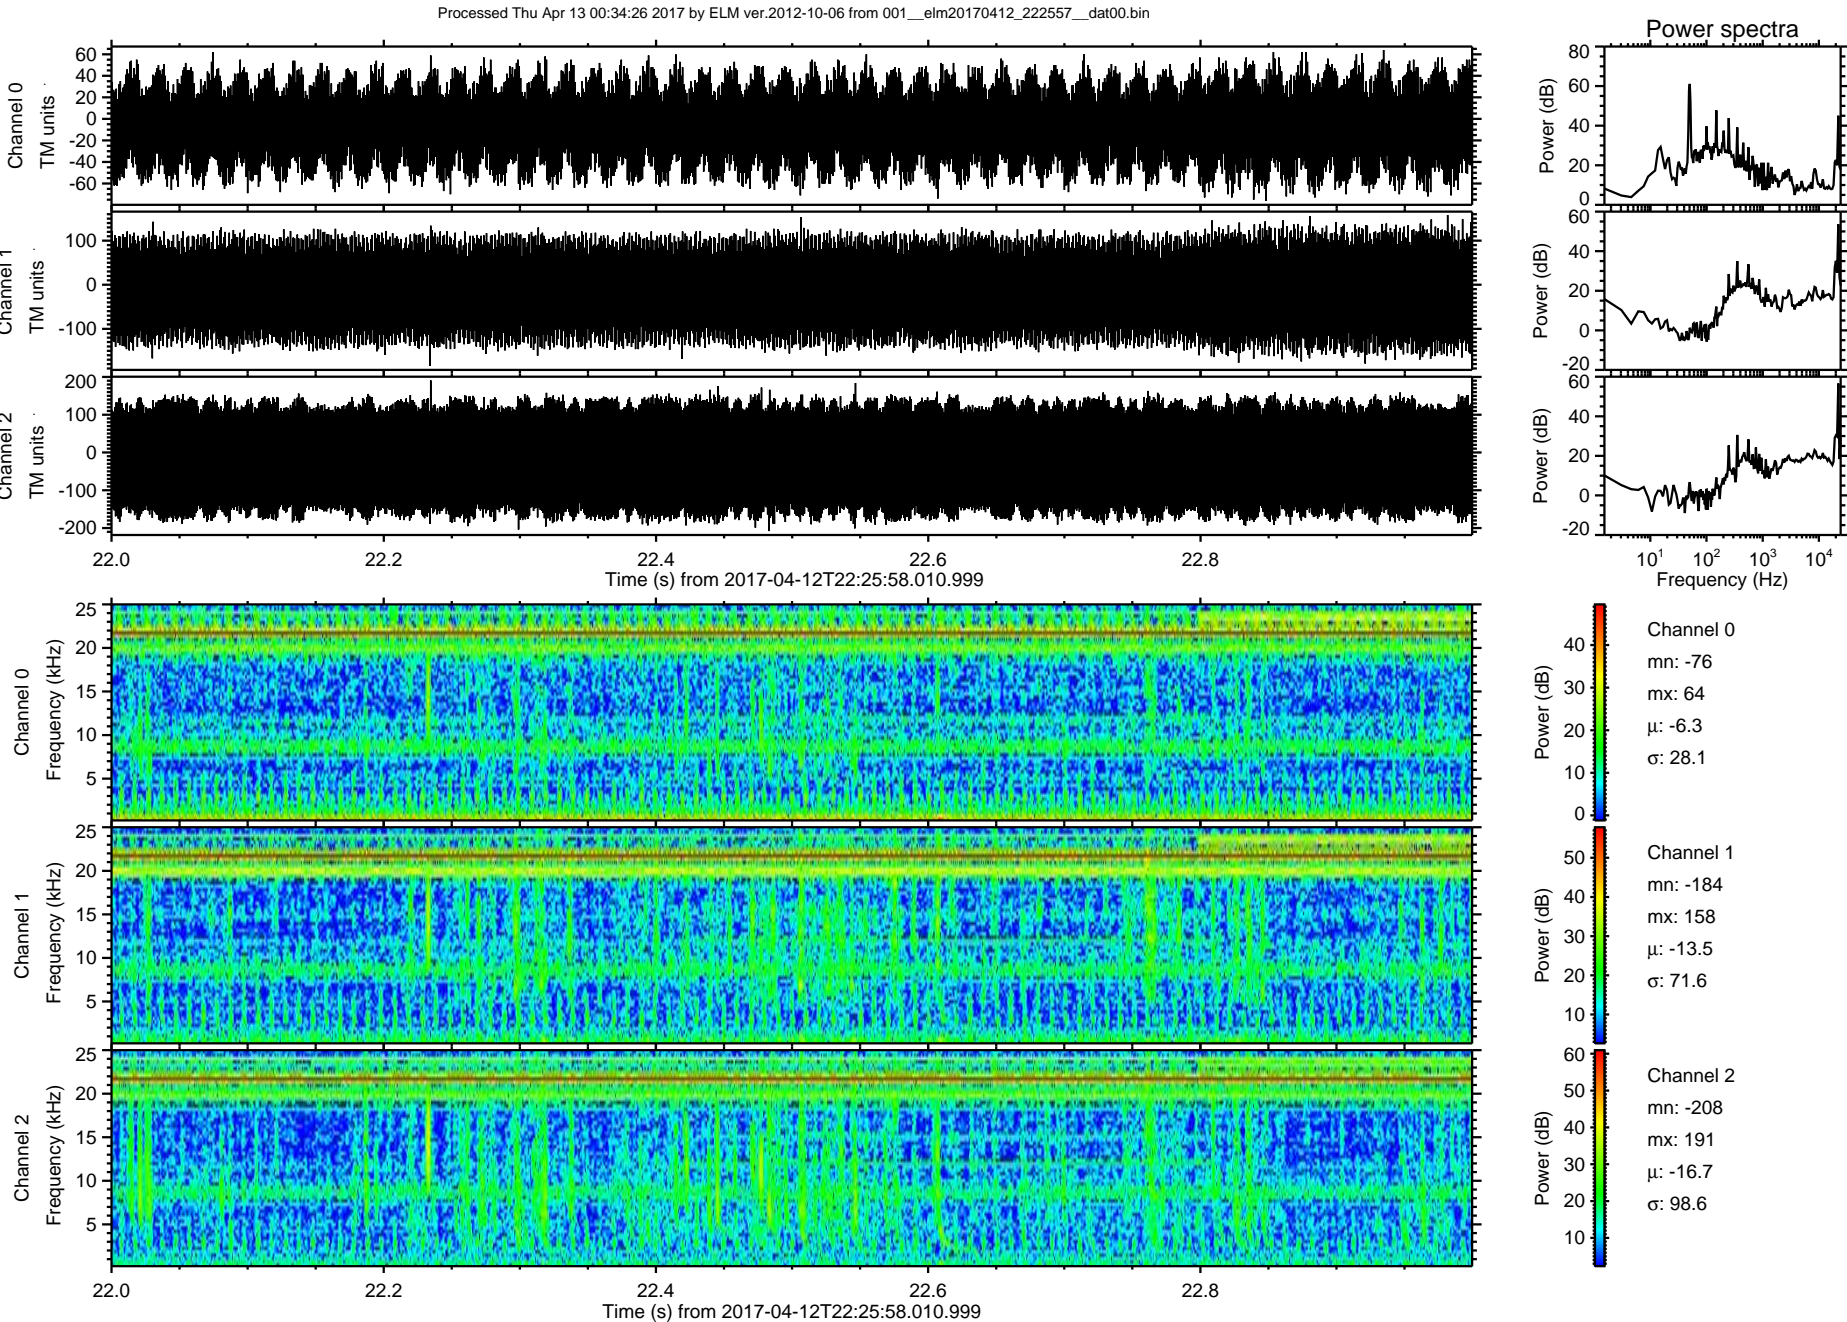 Processed Thu Apr 13 00:34:26 2017 by ELM ver.2012-10-06 from 001__elm20170412_222557__dat00.bin
Power spectra
Channel 0
TM units
60
40
20
0
-20
-40
-60
Power (dB)
80
60
40
20
0
Channel 1
TM units
100
0
-100
Power (dB)
60
40
20
0
-20
Channel 2
TM units
200
100
0
-100
-200
Power (dB)
60
40
20
0
-20
22.0 22.2 22.4 22.6 22.8
Time (s) from 2017-04-12T22:25:58.010.999
10¹ 10² 10³ 10⁴
Frequency (Hz)
Channel 0
Frequency (kHz)
25
20
15
10
5
Power (dB)
40
30
20
10
0
Channel 0
mn: -76
mx: 64
μ: -6.3
σ: 28.1
Channel 1
Frequency (kHz)
25
20
15
10
5
Power (dB)
50
40
30
20
10
Channel 1
mn: -184
mx: 158
μ: -13.5
σ: 71.6
Channel 2
Frequency (kHz)
25
20
15
10
5
Power (dB)
60
50
40
30
20
10
Channel 2
mn: -208
mx: 191
μ: -16.7
σ: 98.6
22.0 22.2 22.4 22.6 22.8
Time (s) from 2017-04-12T22:25:58.010.999